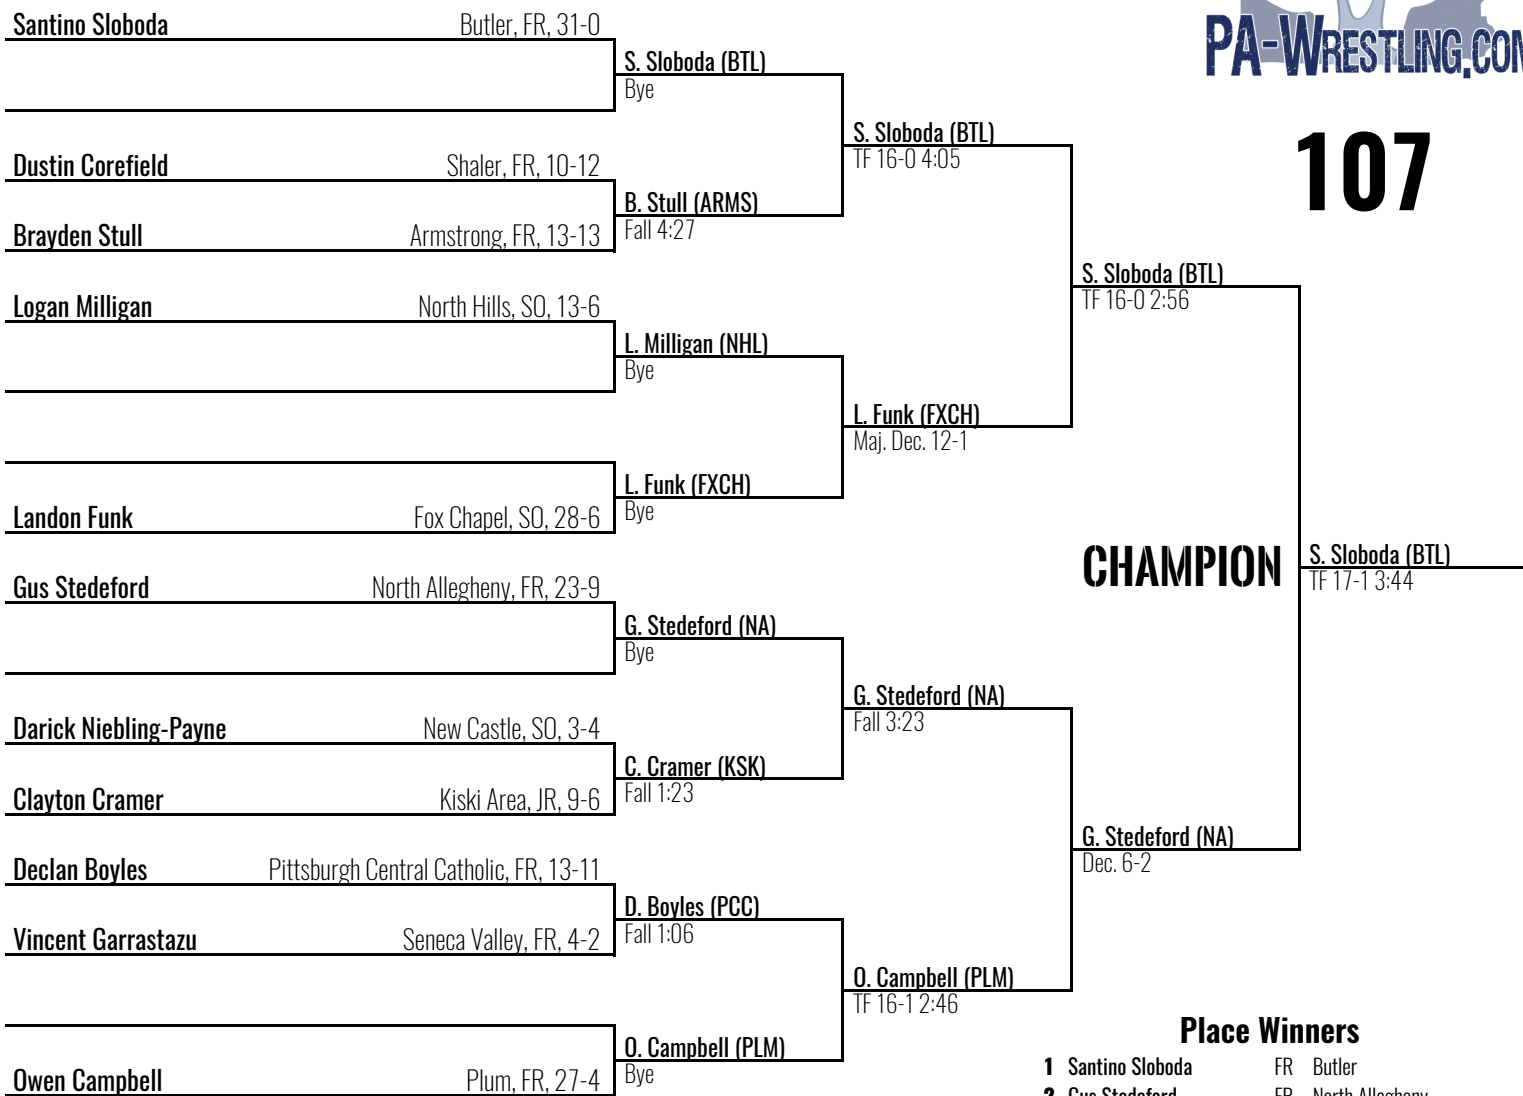 Santino Sloboda Butler, FR, 31-0
S. Sloboda (BTL)
Bye
Dustin Corefield Shaler, FR, 10-12
Brayden Stull Armstrong, FR, 13-13
B. Stull (ARMS)
Fall 4:27
S. Sloboda (BTL)
TF 16-0 4:05
Logan Milligan North Hills, SO, 13-6
L. Milligan (NHL)
Bye
Landon Funk Fox Chapel, SO, 28-6
L. Funk (FXCH)
Bye
L. Funk (FXCH)
Maj. Dec. 12-1
S. Sloboda (BTL)
TF 16-0 2:56
Gus Stedeford North Allegheny, FR, 23-9
G. Stedeford (NA)
Bye
Darick Niebling-Payne New Castle, SO, 3-4
Clayton Cramer Kiski Area, JR, 9-6
C. Cramer (KSK)
Fall 1:23
G. Stedeford (NA)
Fall 3:23
Declan Boyles Pittsburgh Central Catholic, FR, 13-11
Vincent Garrastazu Seneca Valley, FR, 4-2
D. Boyles (PCC)
Fall 1:06
Owen Campbell Plum, FR, 27-4
O. Campbell (PLM)
Bye
O. Campbell (PLM)
TF 16-1 2:46
G. Stedeford (NA)
Dec. 6-2
PA-WRESTLING.COM
107
CHAMPION
S. Sloboda (BTL)
TF 17-1 3:44
Place Winners
1 Santino Sloboda FR Butler
2 Gus Stedeford FR North Allegheny